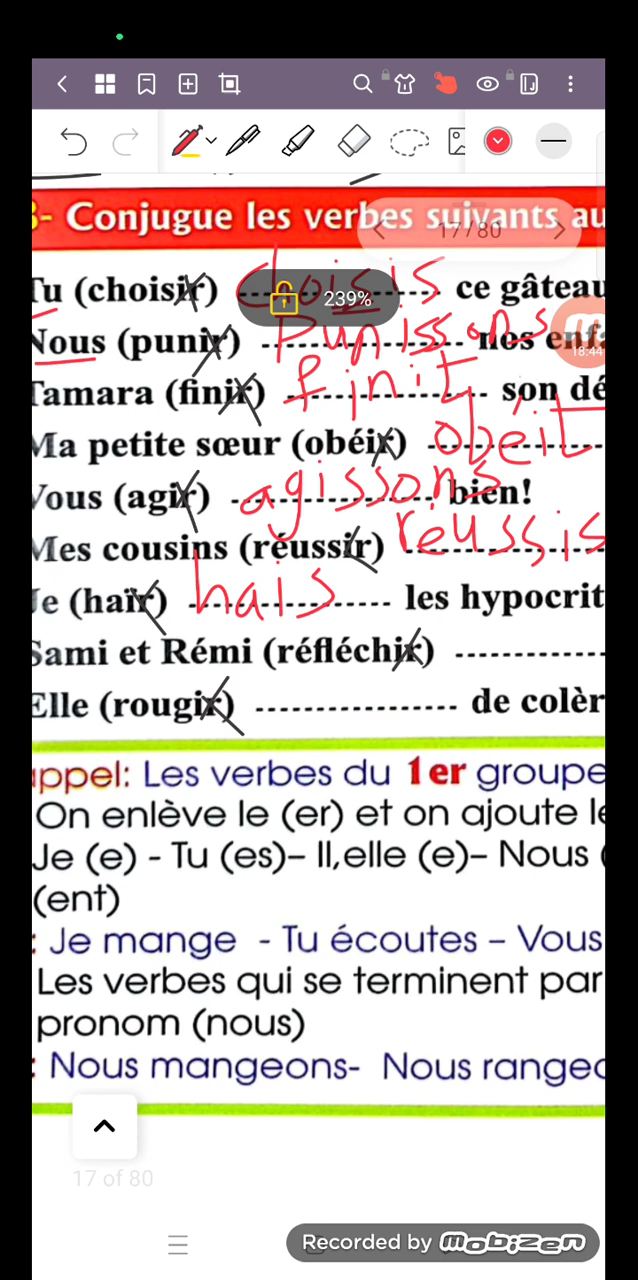 3- Conjugue les verbes suivants au
17/80
239%
Tu (choisir) choisis ce gâteau
Nous (punir) punissons nos enfa
18:44
Tamara (finir) finit son dé
Ma petite sœur (obéir) obéit
Vous (agir) agissons bien!
Mes cousins (réussir) réussis
Je (haïr) hais les hypocrit
Sami et Rémi (réfléchir)
Elle (rougir) de colèr
appel: Les verbes du 1er groupe
On enlève le (er) et on ajoute le
Je (e) - Tu (es)– Il,elle (e)– Nous (
(ent)
: Je mange - Tu écoutes – Vous
Les verbes qui se terminent par
pronom (nous)
: Nous mangeons- Nous rangeo
17 of 80
Recorded by mobizen